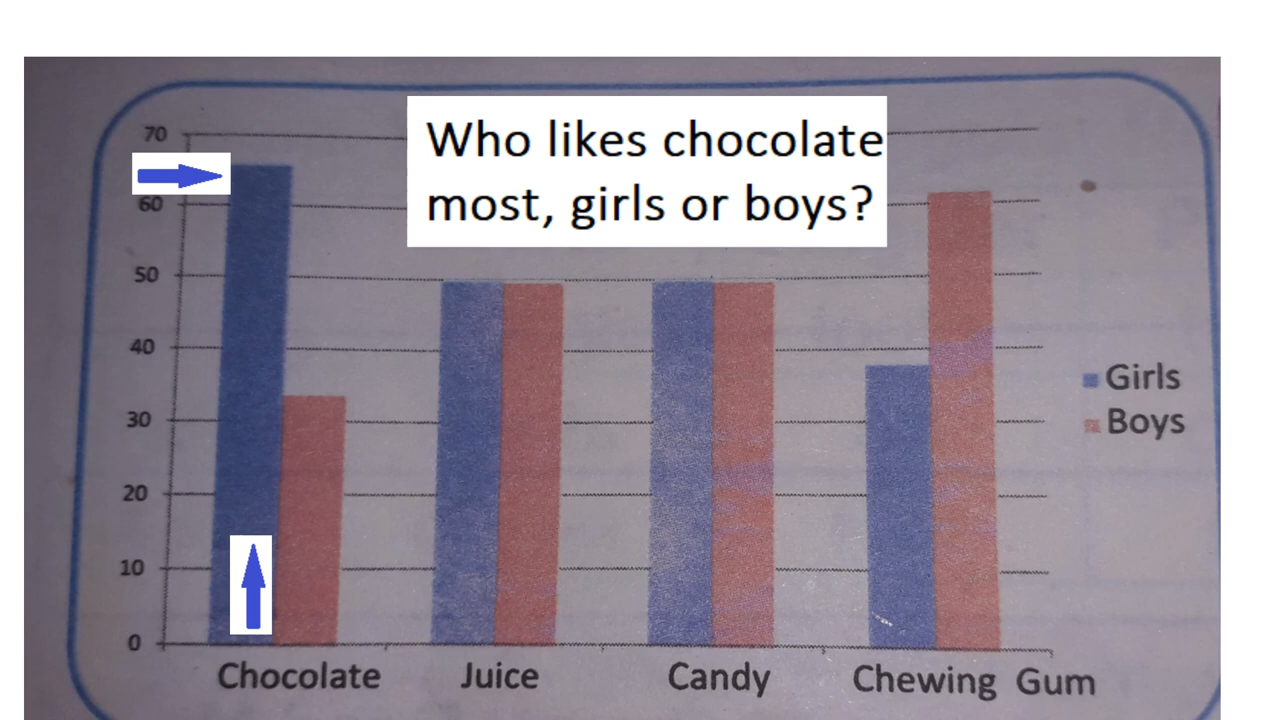 Who likes chocolate
most, girls or boys?
70
60
50
40
30
20
10
0
Chocolate Juice Candy Chewing Gum
Girls
Boys